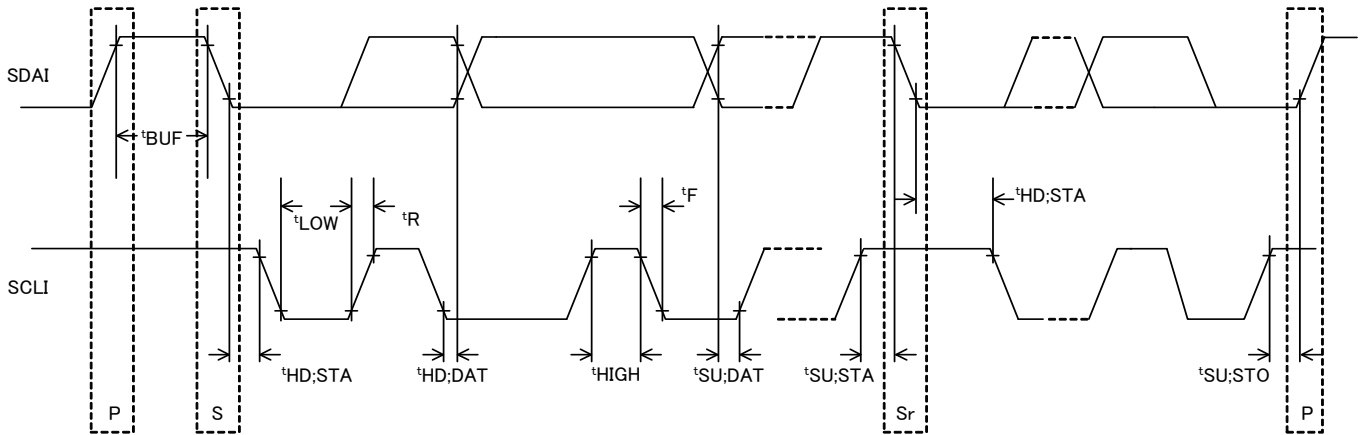 SDAI
tBUF
tLOW
tR
tF
tHD;STA
SCLI
tHD;STA
tHD;DAT
tHIGH
tSU;DAT
tSU;STA
tSU;STO
P
S
Sr
P